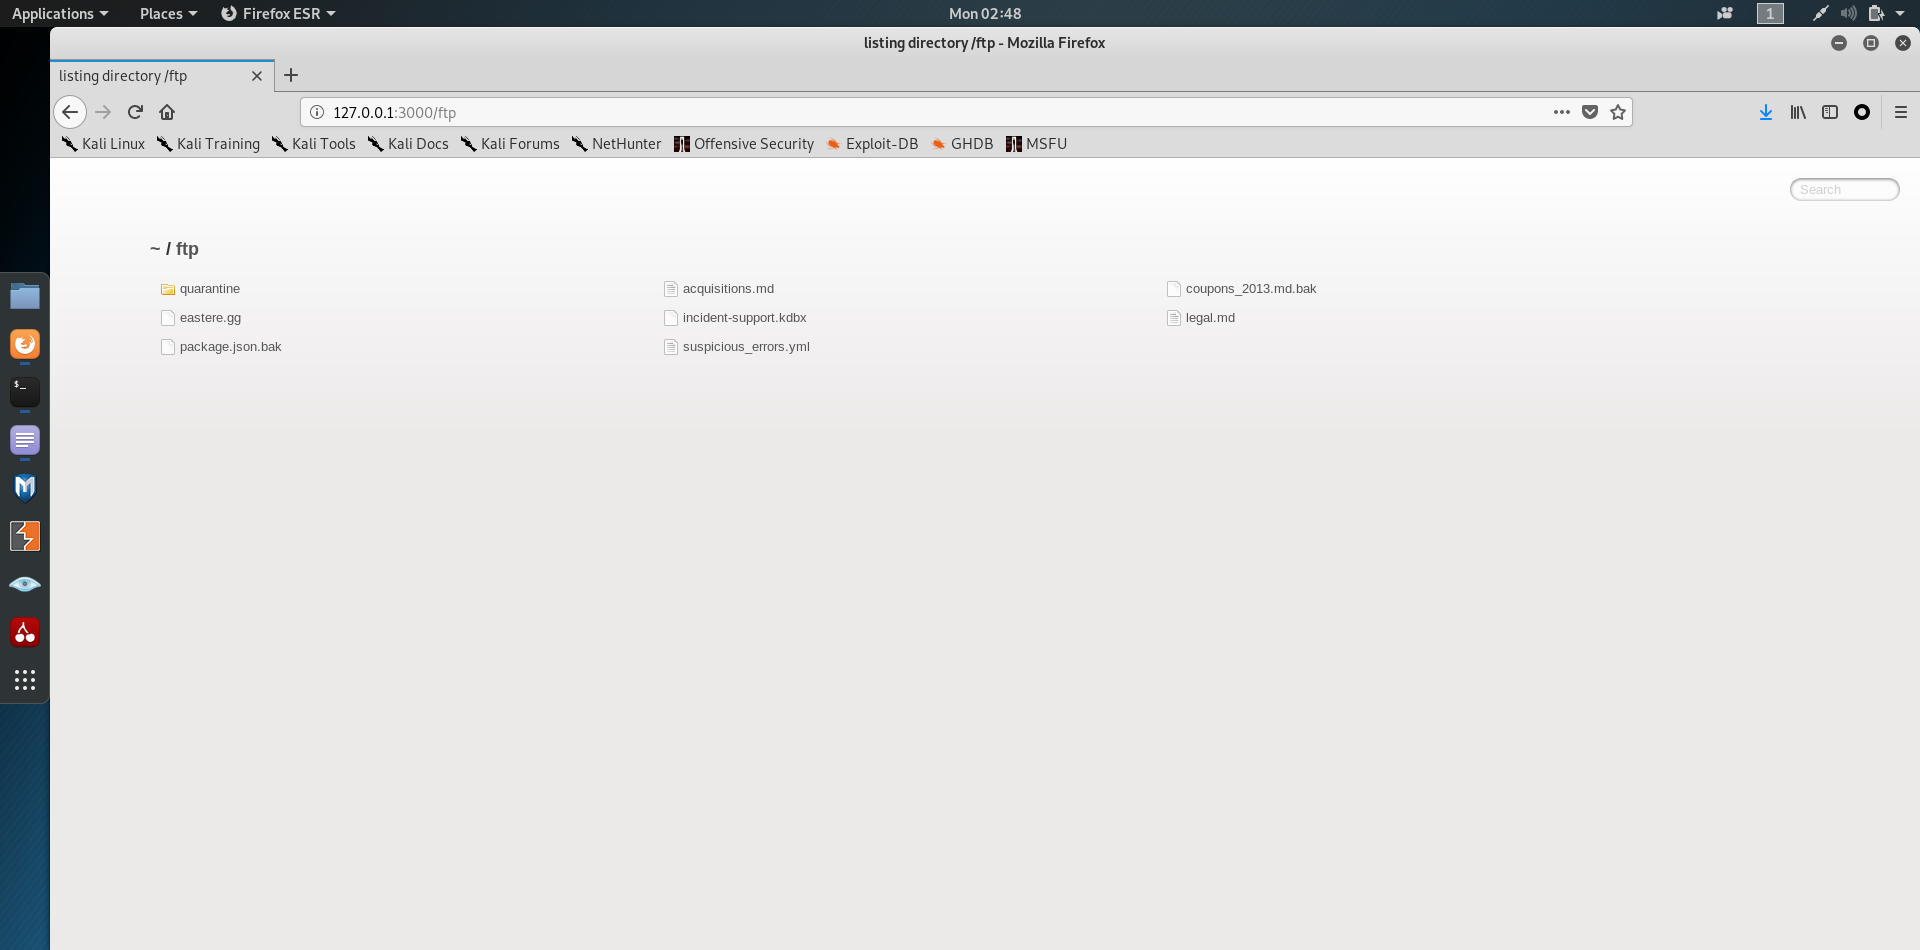 Applications Places Firefox ESR Mon 02:48 1
listing directory /ftp - Mozilla Firefox
listing directory /ftp
127.0.0.1:3000/ftp
Kali Linux Kali Training Kali Tools Kali Docs Kali Forums NetHunter Offensive Security Exploit-DB GHDB MSFU
Search
~ / ftp
quarantine acquisitions.md coupons_2013.md.bak
eastere.gg incident-support.kdbx legal.md
package.json.bak suspicious_errors.yml
$_